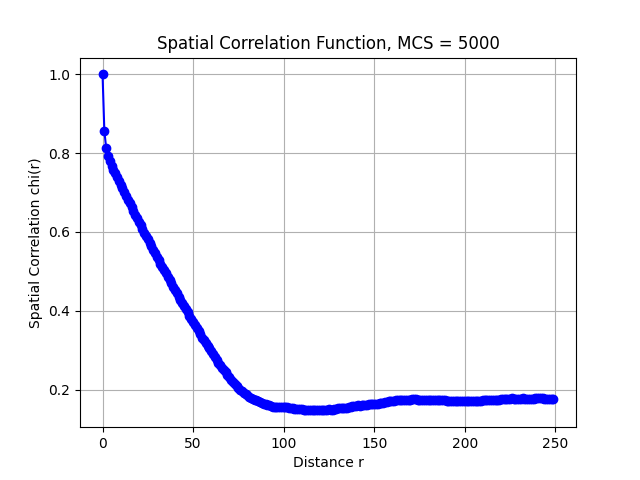 Spatial Correlation Function, MCS = 5000
Spatial Correlation chi(r)
1.0
0.8
0.6
0.4
0.2
0 50 100 150 200 250
Distance r